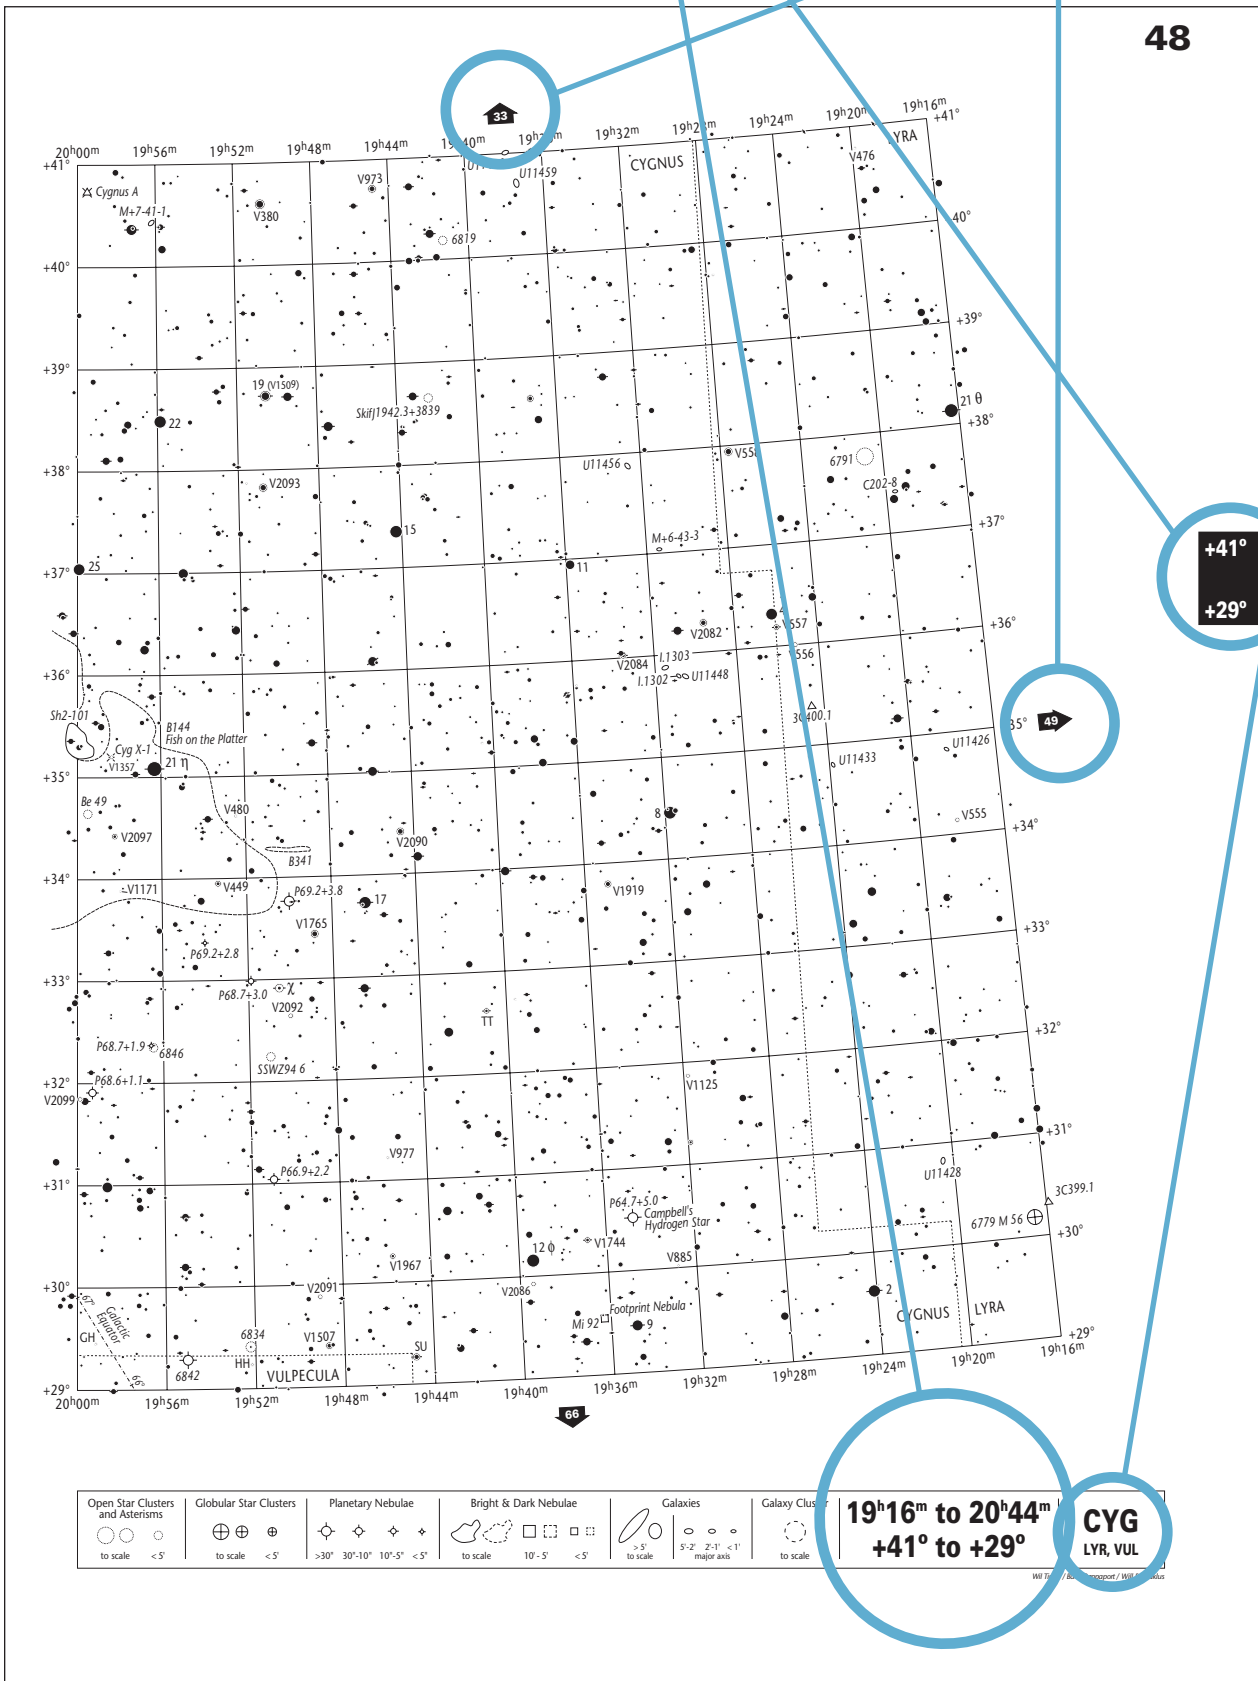 48
33
20h00m 19h56m 19h52m 19h48m 19h44m 19h32m 19h24m 19h20m 19h16m
+41°
+41°
CYGNUS
LYRA
V476
Cygnus A
V973
U11459
M+7-41-1
V380
6819
40°
+40°
+39°
+39°
19 (V1509)
Skiff J1942.3+3839
21 θ
22
+38°
U11456
6791
+38°
V2093
C202-8
15
M+6-43-3
+37°
+41°
25
11
+37°
+29°
V2082
V557
+36°
V2084
I.1303
I.1302
U11448
+36°
Sh2-101
B144
Fish on the Platter
35°
49
Cyg X-1
V1357
21 η
U11426
U11433
+35°
Be 49
V480
8
V555
V2097
V2090
+34°
B341
+34°
V1171
V449
P69.2+3.8
17
V1919
V1765
+33°
P69.2+2.8
+33°
P68.7+3.0
χ
V2092
TT
+32°
P68.7+1.9
6846
SSWZ94 6
+32°
P68.6+1.1
V1125
V2099
+31°
V977
P66.9+2.2
U11428
+31°
3C399.1
P64.7+5.0
Campbell's
Hydrogen Star
6779 M 56
12 φ
V1744
+30°
V885
V1967
+30°
V2091
V2086
2
67°
Galactic
Equator
Footprint Nebula
CYGNUS
LYRA
GH
6834
V1507
Mi 92
9
SU
+29°
HH
6842
VULPECULA
66°
+29°
20h00m 19h56m 19h52m 19h48m 19h44m 19h40m 19h36m 19h32m 19h28m 19h24m 19h20m 19h16m
66
Open Star Clusters
and Asterisms
to scale < 5'
Globular Star Clusters
to scale < 5'
Planetary Nebulae
>30" 30"-10" 10"-5" < 5"
Bright & Dark Nebulae
to scale 10'- 5' < 5'
Galaxies
> 5'
to scale
5'-2' 2'-1' < 1'
major axis
Galaxy
to scale
19h16m to 20h44m
+41° to +29°
CYG
LYR, VUL